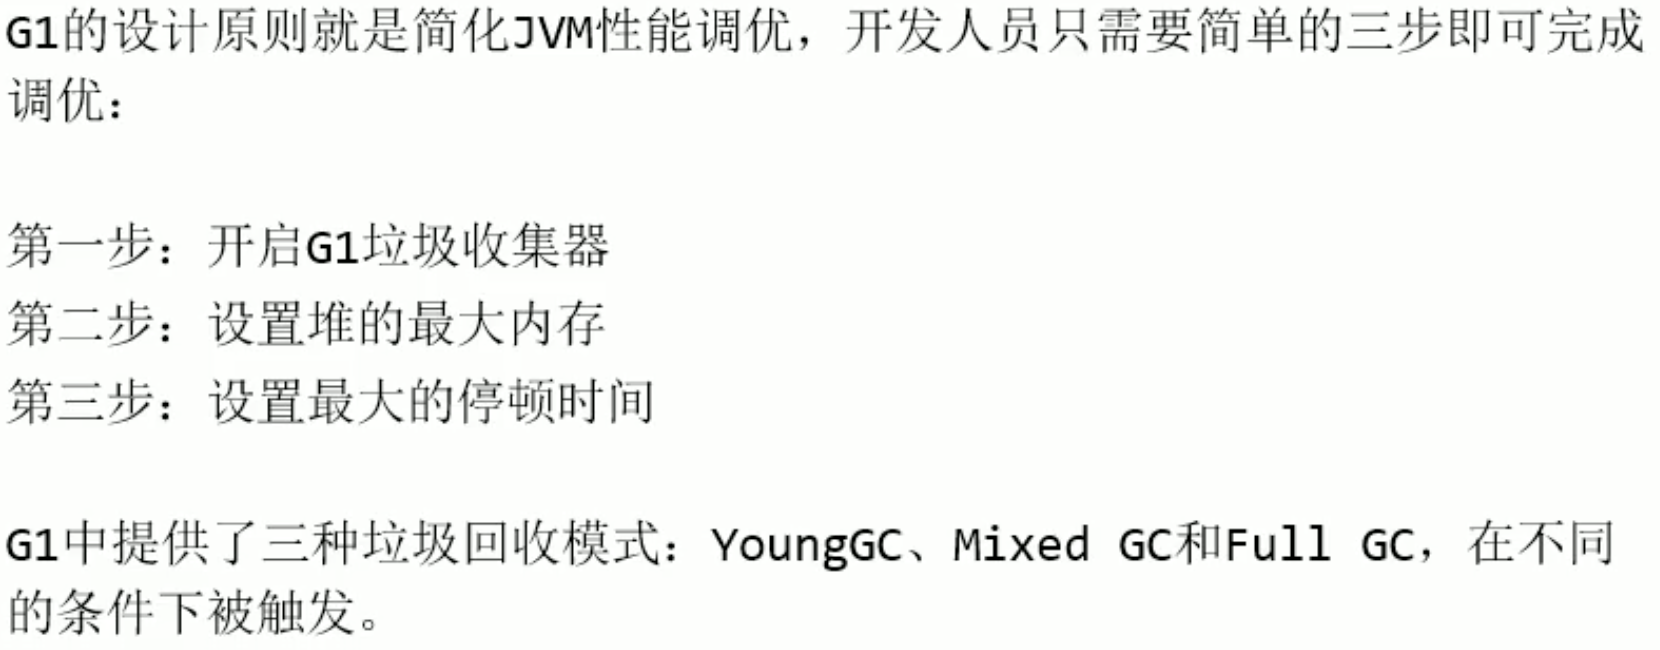 G1的设计原则就是简化JVM性能调优，开发人员只需要简单的三步即可完成
调优：
第一步：开启G1垃圾收集器
第二步：设置堆的最大内存
第三步：设置最大的停顿时间
G1中提供了三种垃圾回收模式：YoungGC、Mixed GC和Full GC，在不同
的条件下被触发。